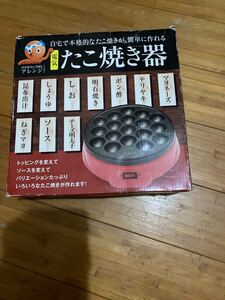 自宅で本格的なたこ焼きが、簡単に作れる
アレンジ
電気
たこ焼き器
マヨネーズ
テリヤキ
ポン酢
明石焼き
しお
しょうゆ
昆布出汁
チーズ明太子
ソース
ねぎマヨ
トッピングを変えて
ソースを変えて
バリエーションたっぷり
いろいろなたこ焼きが作れます!